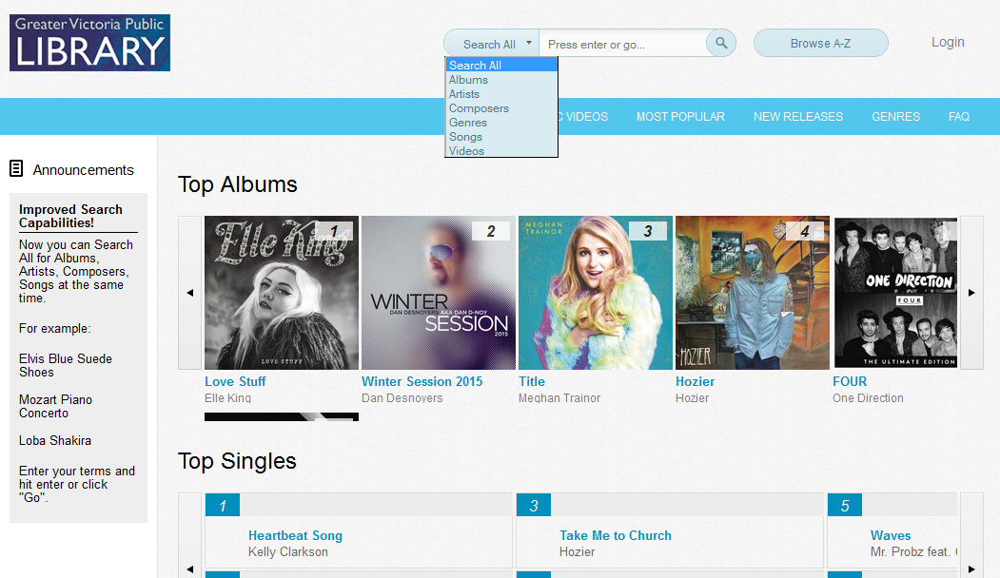 Greater Victoria Public
LIBRARY
Search All
Press enter or go...
Browse A-Z
Login
Search All
Albums
Artists
Composers
Genres
Songs
Videos
C VIDEOS
MOST POPULAR
NEW RELEASES
GENRES
FAQ
Announcements
Improved Search
Capabilities!
Now you can Search
All for Albums,
Artists, Composers,
Songs at the same
time.
For example:
Elvis Blue Suede
Shoes
Mozart Piano
Concerto
Loba Shakira
Enter your terms and
hit enter or click
"Go".
Top Albums
Elle King
1
LOVE STUFF
Love Stuff
Elle King
2
WINTER
DAN DESNOYERS AKA DAN D-NOY
SESSION
2015
Winter Session 2015
Dan Desnoyers
MEGHAN
TRAINOR
3
Title
Meghan Trainor
4
HOZIER
Hozier
Hozier
ONE DIRECTION
FOUR
THE ULTIMATE EDITION
FOUR
One Direction
Top Singles
1
Heartbeat Song
Kelly Clarkson
3
Take Me to Church
Hozier
5
Waves
Mr. Probz feat.